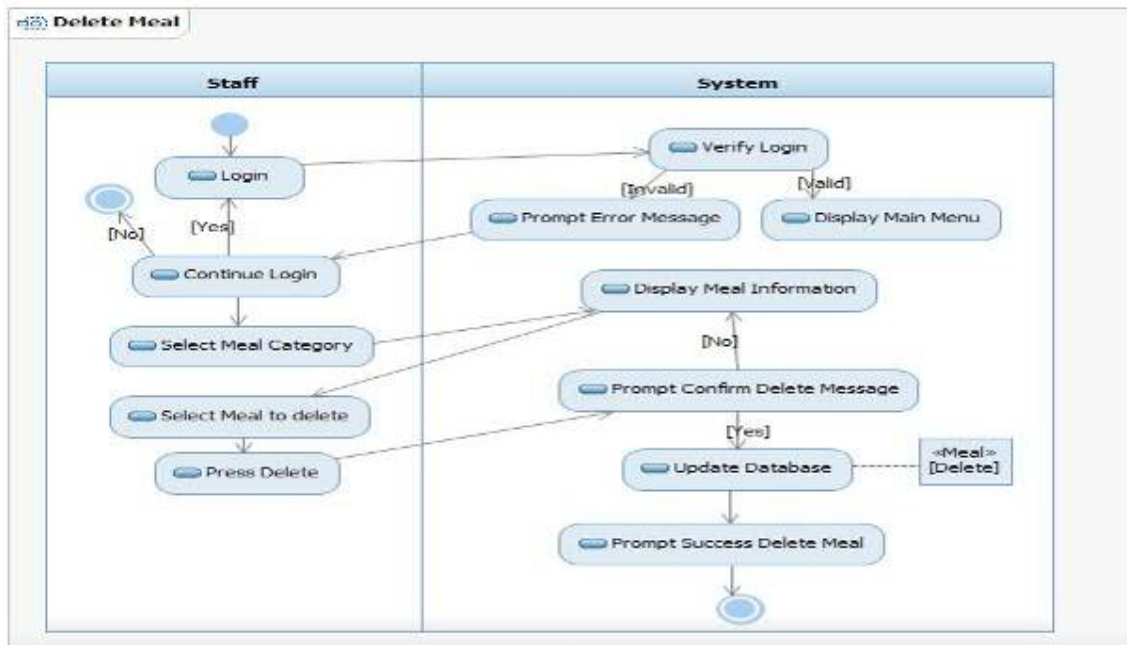 Delete Meal
Staff
System
Verify Login
Login
[Invalid]
[Valid]
Prompt Error Message
Display Main Menu
[No]
[Yes]
Continue Login
Display Meal Information
Select Meal Category
[No]
Prompt Confirm Delete Message
Select Meal to delete
[Yes]
Press Delete
Update Database
«Meal»
[Delete]
Prompt Success Delete Meal